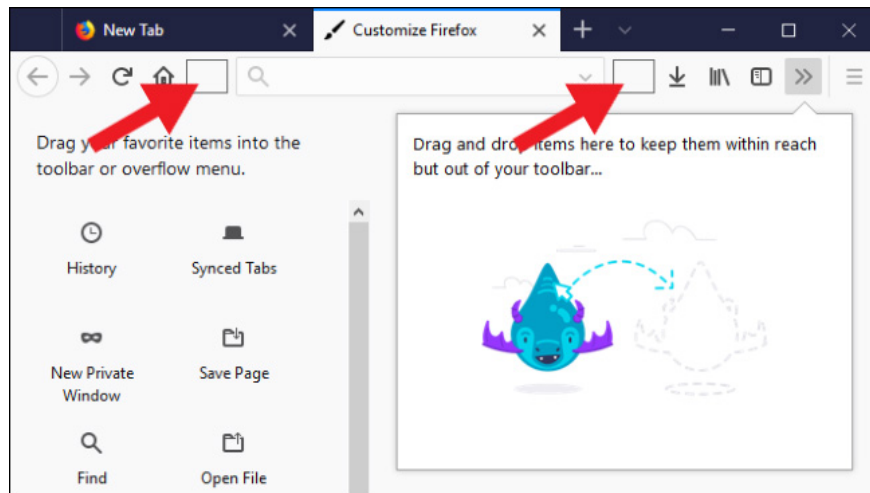 New Tab
Customize Firefox
Drag your favorite items into the
toolbar or overflow menu.
Drag and drop items here to keep them within reach
but out of your toolbar...
History
Synced Tabs
New Private
Window
Save Page
Find
Open File